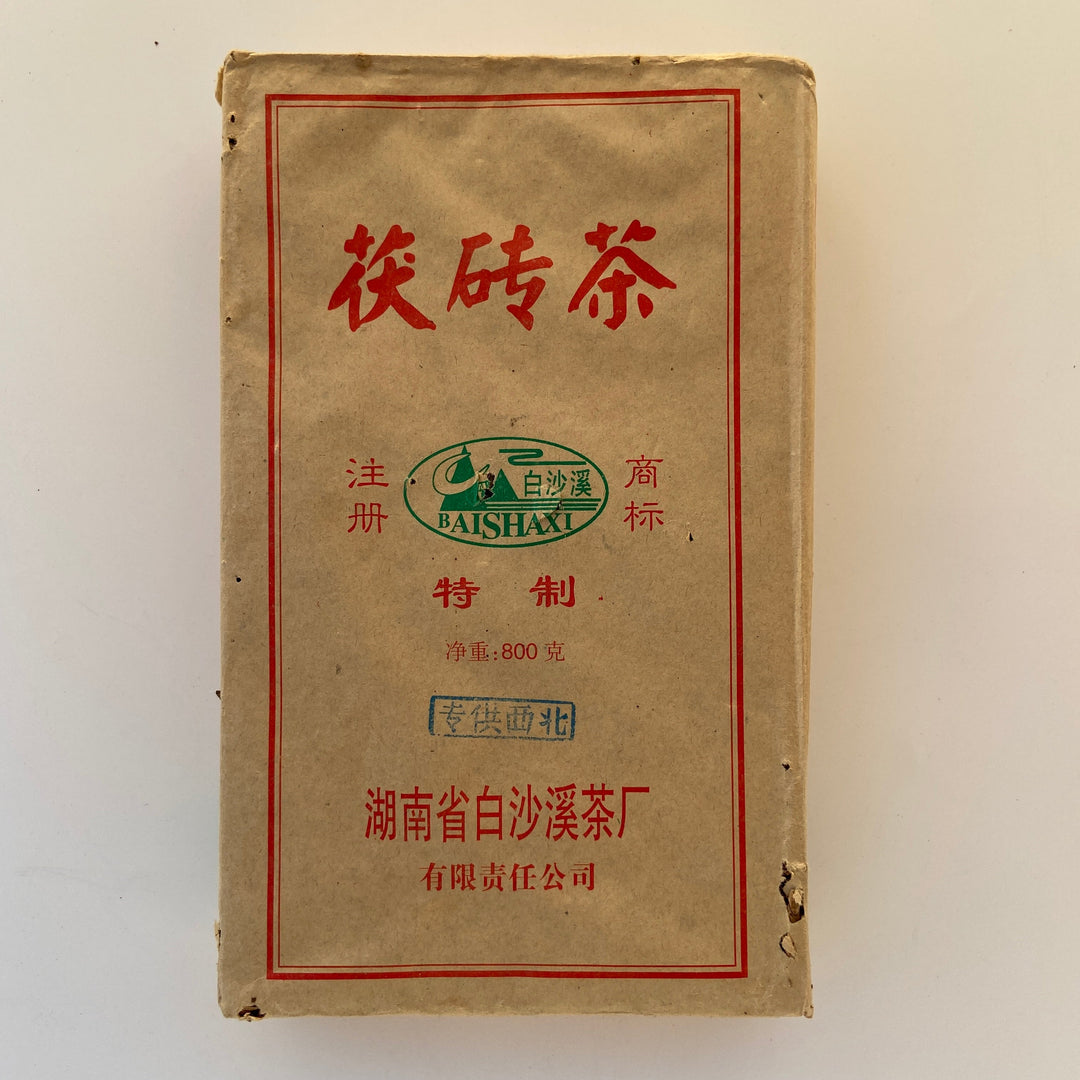 茯砖茶
注册
白沙溪
BAISHAXI
商标
特制
净重:800克
专供西北
湖南省白沙溪茶厂
有限责任公司